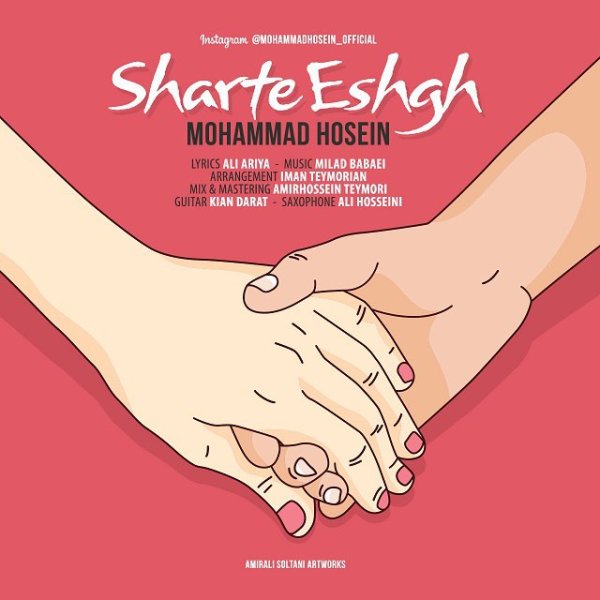 Instagram @MOHAMMADHOSEIN_OFFICIAL
Sharte Eshgh
MOHAMMAD HOSEIN
LYRICS ALI ARIYA - MUSIC MILAD BABAEI
ARRANGEMENT IMAN TEYMORIAN
MIX & MASTERING AMIRHOSSEIN TEYMORI
GUITAR KIAN DARAT - SAXOPHONE ALI HOSSEINI
AMIRALI SOLTANI ARTWORKS